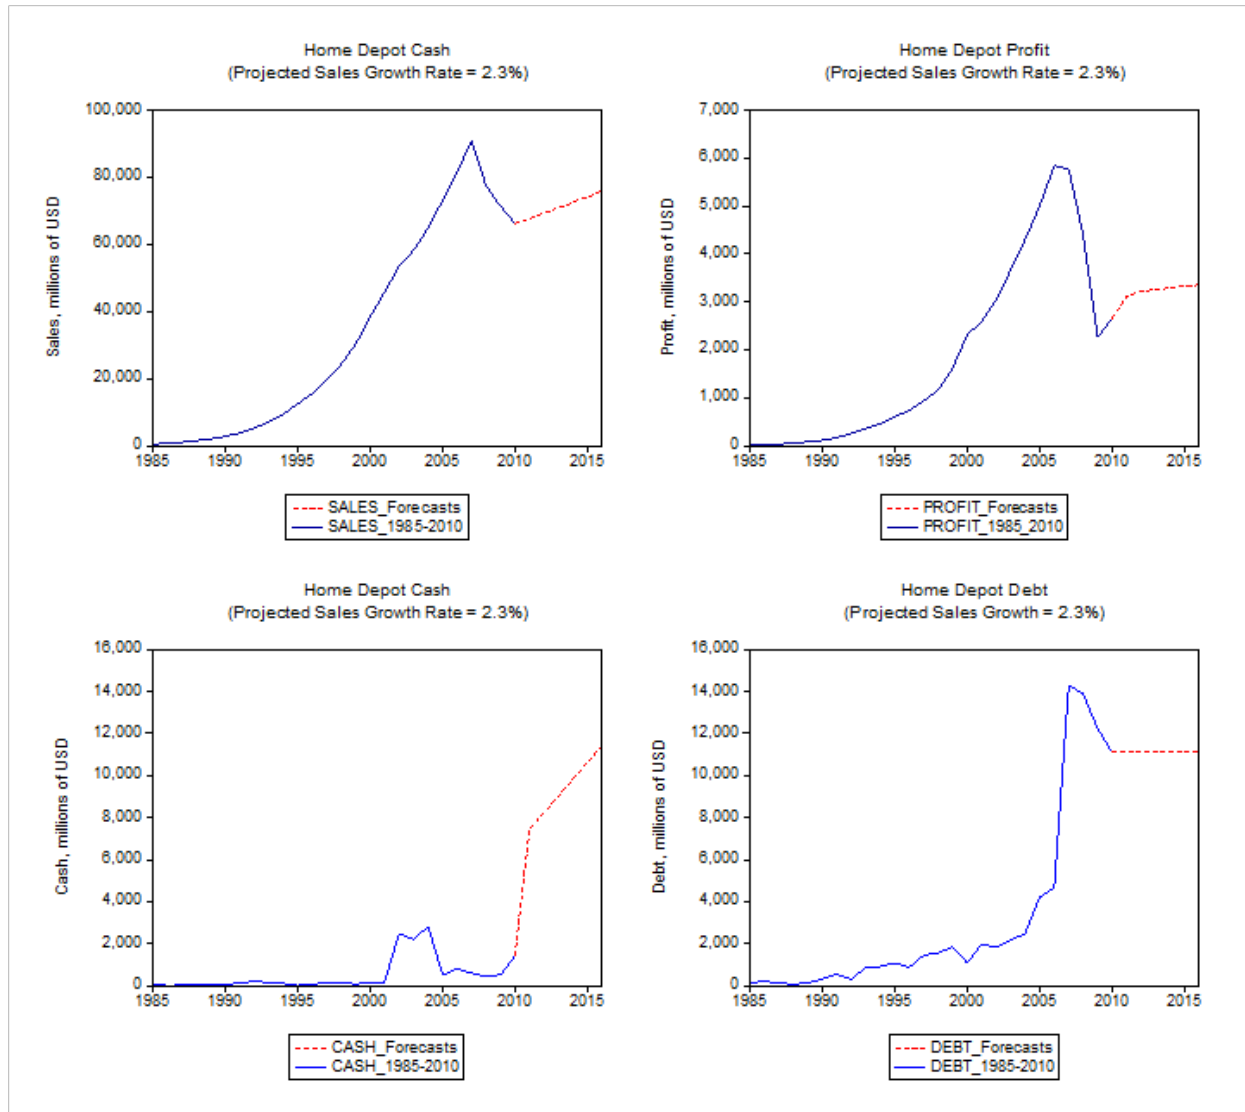 Home Depot Cash
(Projected Sales Growth Rate = 2.3%)
100,000
80,000
60,000
40,000
20,000
0
Sales, millions of USD
1985 1990 1995 2000 2005 2010 2015
SALES_Forecasts
SALES_1985-2010
Home Depot Profit
(Projected Sales Growth Rate = 2.3%)
7,000
6,000
5,000
4,000
3,000
2,000
1,000
0
Profit, millions of USD
1985 1990 1995 2000 2005 2010 2015
PROFIT_Forecasts
PROFIT_1985_2010
Home Depot Cash
(Projected Sales Growth Rate = 2.3%)
16,000
14,000
12,000
10,000
8,000
6,000
4,000
2,000
0
Cash, millions of USD
1985 1990 1995 2000 2005 2010 2015
CASH_Forecasts
CASH_1985-2010
Home Depot Debt
(Projected Sales Growth = 2.3%)
16,000
14,000
12,000
10,000
8,000
6,000
4,000
2,000
0
Debt, millions of USD
1985 1990 1995 2000 2005 2010 2015
DEBT_Forecasts
DEBT_1985-2010